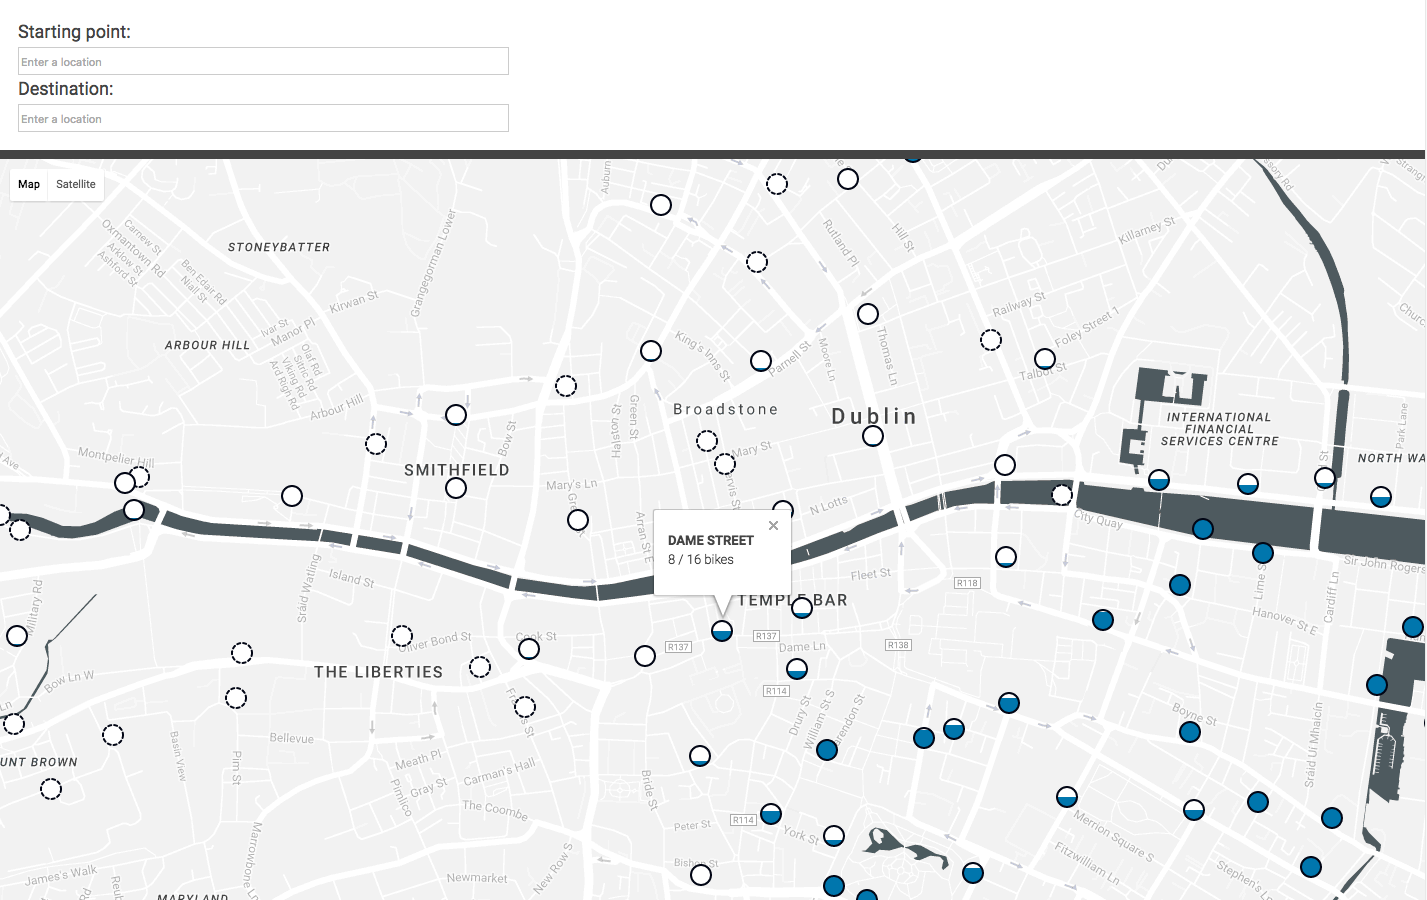 Starting point:
Enter a location
Destination:
Enter a location
Map
Satellite
Auburn
Strangf
Killarney St
Hill St
Rutland Pl
STONEYBATTER
Carnew St
Oxmantown Rd
Arklow St
Ashford St
Ben Edair Rd
Niall St
Grangegorman Lower
Kirwan St
Railway St
Foley Street 1
Talbot St
Church
Ivar St
Manor Pl
ARBOUR HILL
Olaf Rd
Sitric Rd
Viking Rd
Ard Righ Rd
King's Inns St
Parnell St
Moore Ln
Thomas Ln
Arbour Hill
Halston St
Green St
Broadstone
Dublin
INTERNATIONAL
FINANCIAL
SERVICES CENTRE
Park Lane
Bow St
Mary St
Montpelier Hill
Ave
SMITHFIELD
NORTH WA
Mary's Ln
N Lotts
Arran St E
City Quay
DAME STREET
8 / 16 bikes
Sráid Watling
Island St
Fleet St
R118
Lime St
Cardiff Ln
Sir John Rogers
Military Rd
TEMPLE BAR
Hanover St E
Oliver Bond St
Cook St
R137
R137
Dame Ln
R138
THE LIBERTIES
Bow Ln W
Ln
R114
Drury St
William St S
Boyne St
Sráid Uí Mhaicín
Bellevue
Basin View
Pim St
UNT BROWN
Meath Pl
Gray St
Carman's Hall
Pimlico
Bride St
The Coombe
R114
Peter St
York St
Merrion Square S
Marrowbone Ln
New Row S
Bishop St
Fitzwilliam Ln
Stephen's Ln
James's Walk
Newmarket
MARYLAND